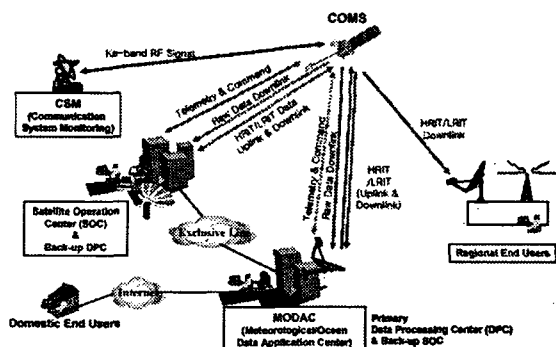 COMS
Ka-band RF Signal
CSM
(Communication
System Monitoring)
Telemetry & Command
Raw Data Downlink
HRIT/LRIT Data
Uplink & Downlink
HRIT/LRIT
Downlink
Telemetry & Command
Raw Data Downlink
HRIT
/LRIT
(Uplink &
Downlink)
Satellite Operation
Center (SOC)
&
Back-up DPC
Exclusive Line
Regional End Users
Internet
Domestic End Users
MODAC
(Meteorological/Ocean
Data Application Center)
Primary
Data Processing Center (DPC)
& Back-up SOC